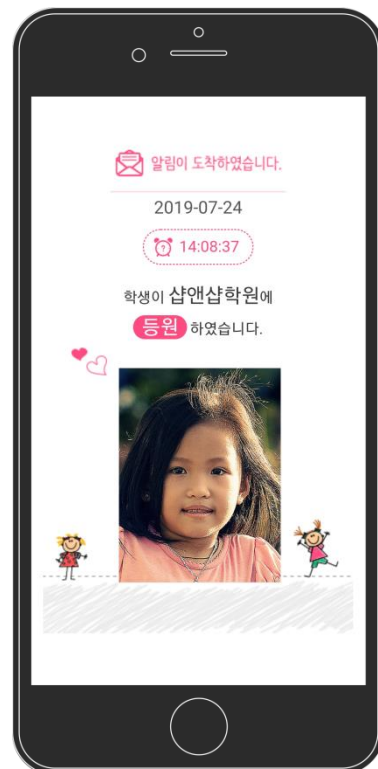 알림이 도착하였습니다.
2019-07-24
14:08:37
학생이 샵앤샵학원에
등원 하였습니다.